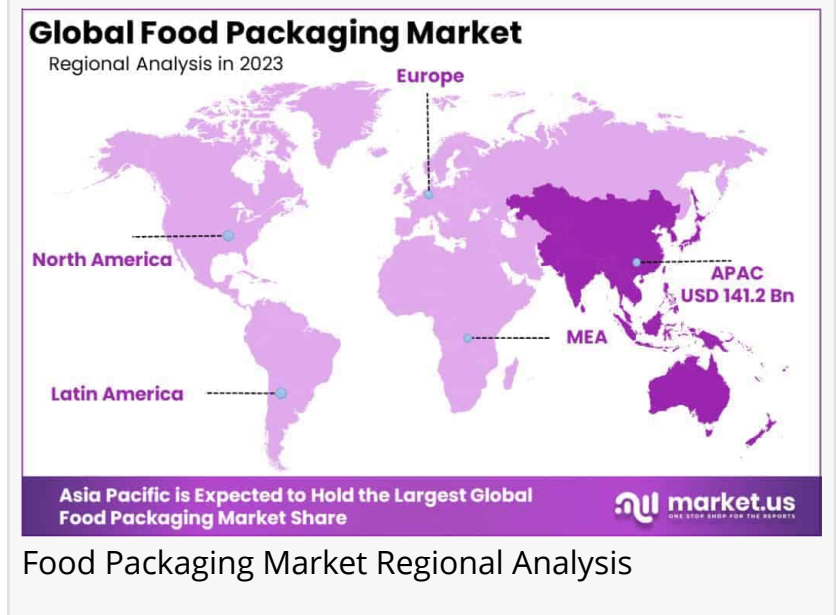 Global Food Packaging Market
Regional Analysis in 2023
Europe
North America
APAC
USD 141.2 Bn
MEA
Latin America
Asia Pacific is Expected to Hold the Largest Global
Food Packaging Market Share
market.us
ONE STOP SHOP FOR THE REPORTS
Food Packaging Market Regional Analysis